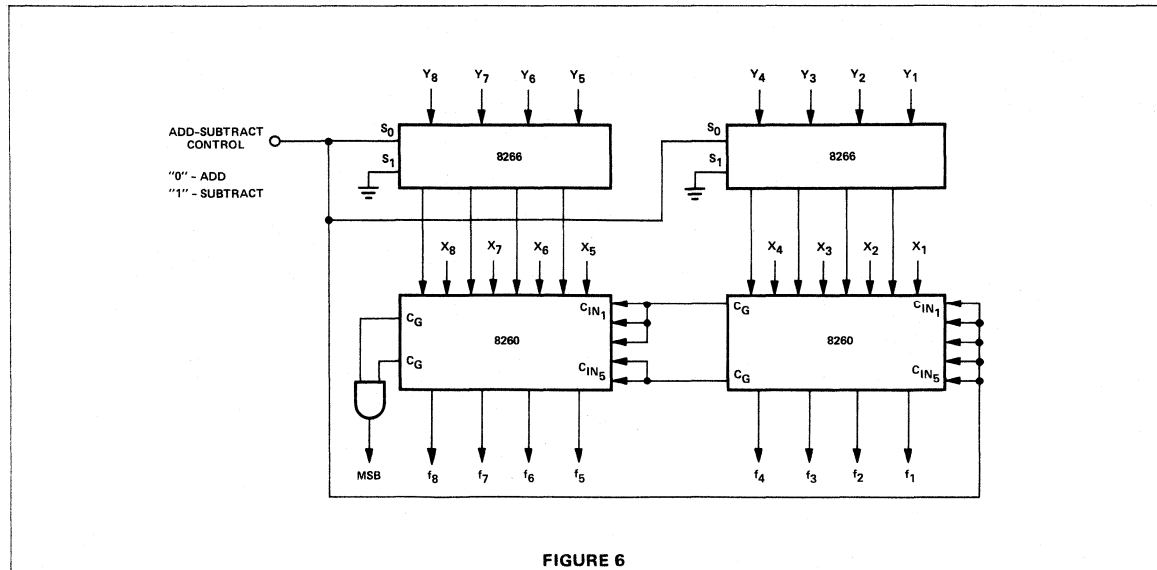 Y8 Y7 Y6 Y5 Y4 Y3 Y2 Y1
ADD-SUBTRACT
CONTROL
"0" - ADD
"1" - SUBTRACT
S0
S1
8266
S0
S1
8266
X8 X7 X6 X5 X4 X3 X2 X1
CG
CG
8260
CIN1
CIN5
CG
CG
8260
CIN1
CIN5
MSB f8 f7 f6 f5 f4 f3 f2 f1
FIGURE 6